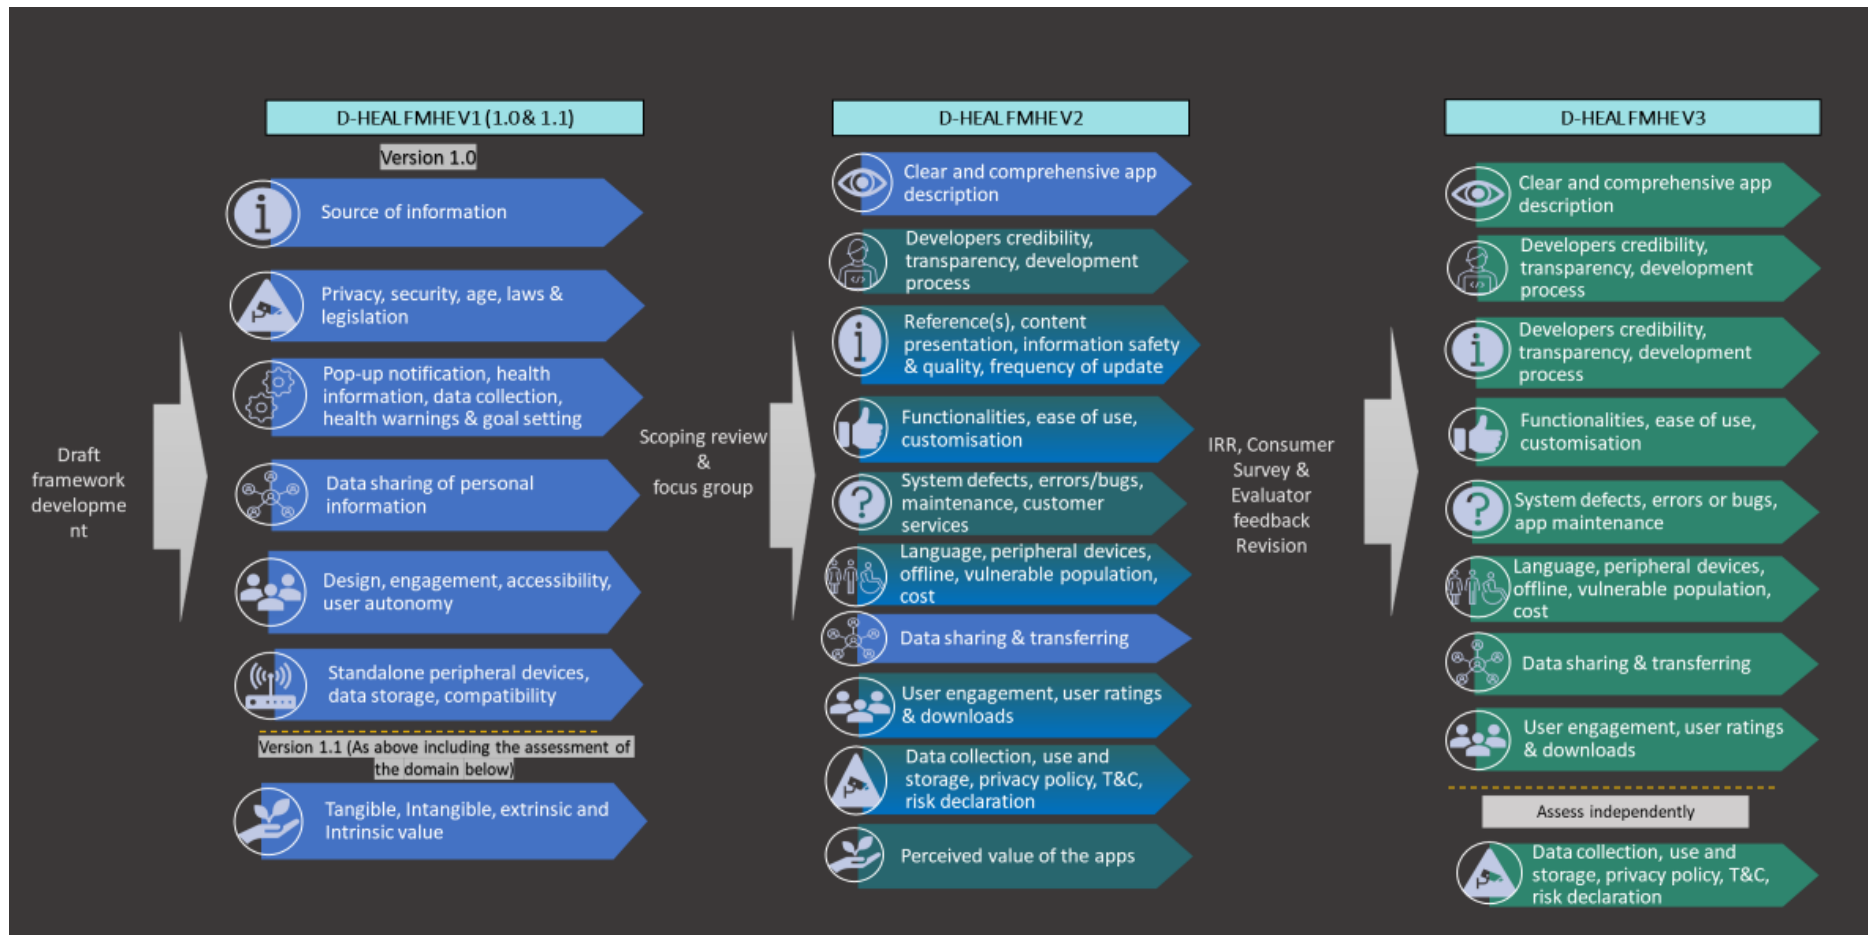 Draft
framework
developme
nt
D-HEALFMHEV1 (1.0 & 1.1)
Version 1.0
Source of information
Privacy, security, age, laws &
legislation
Pop-up notification, health
information, data collection,
health warnings & goal setting
Data sharing of personal
information
Design, engagement, accessibility,
user autonomy
Standalone peripheral devices,
data storage, compatibility
Version 1.1 (As above including the assessment of
the domain below)
Tangible, Intangible, extrinsic and
Intrinsic value
Scoping review
&
focus group
D-HEALFMHEV2
Clear and comprehensive app
description
Developers credibility,
transparency, development
process
Reference(s), content
presentation, information safety
& quality, frequency of update
Functionalities, ease of use,
customisation
System defects, errors/bugs,
maintenance, customer
services
Language, peripheral devices,
offline, vulnerable population,
cost
Data sharing & transferring
User engagement, user ratings
& downloads
Data collection, use and
storage, privacy policy, T&C,
risk declaration
Perceived value of the apps
IRR, Consumer
Survey &
Evaluator
feedback
Revision
D-HEALFMHEV3
Clear and comprehensive app
description
Developers credibility,
transparency, development
process
Developers credibility,
transparency, development
process
Functionalities, ease of use,
customisation
System defects, errors or bugs,
app maintenance
Language, peripheral devices,
offline, vulnerable population,
cost
Data sharing & transferring
User engagement, user ratings
& downloads
Assess independently
Data collection, use and
storage, privacy policy, T&C,
risk declaration